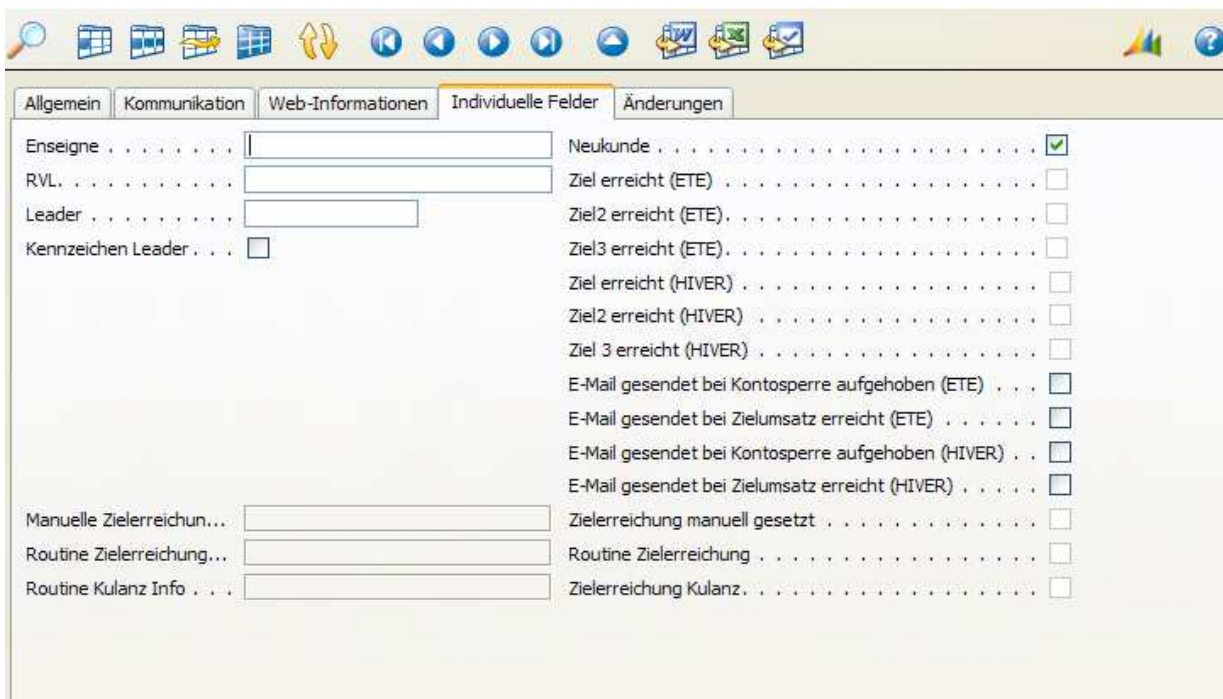 Allgemein Kommunikation Web-Informationen Individuelle Felder Änderungen
Enseigne . . . . . . . .
RVL. . . . . . . . . . .
Leader . . . . . . . . .
Kennzeichen Leader . . .
Neukunde . . . . . . . . . . . . . . . . . . . . . . . .
Ziel erreicht (ETE) . . . . . . . . . . . . . . . . . . .
Ziel2 erreicht (ETE). . . . . . . . . . . . . . . . . . .
Ziel3 erreicht (ETE). . . . . . . . . . . . . . . . . . .
Ziel erreicht (HIVER) . . . . . . . . . . . . . . . . . .
Ziel2 erreicht (HIVER) . . . . . . . . . . . . . . . . .
Ziel 3 erreicht (HIVER) . . . . . . . . . . . . . . . . .
E-Mail gesendet bei Kontosperre aufgehoben (ETE) . . .
E-Mail gesendet bei Zielumsatz erreicht (ETE) . . . . . .
E-Mail gesendet bei Kontosperre aufgehoben (HIVER) . .
E-Mail gesendet bei Zielumsatz erreicht (HIVER) . . . . .
Manuelle Zielerreichun...
Routine Zielerreichung...
Routine Kulanz Info . . .
Zielerreichung manuell gesetzt . . . . . . . . . . . . .
Routine Zielerreichung . . . . . . . . . . . . . . . . .
Zielerreichung Kulanz. . . . . . . . . . . . . . . . . .